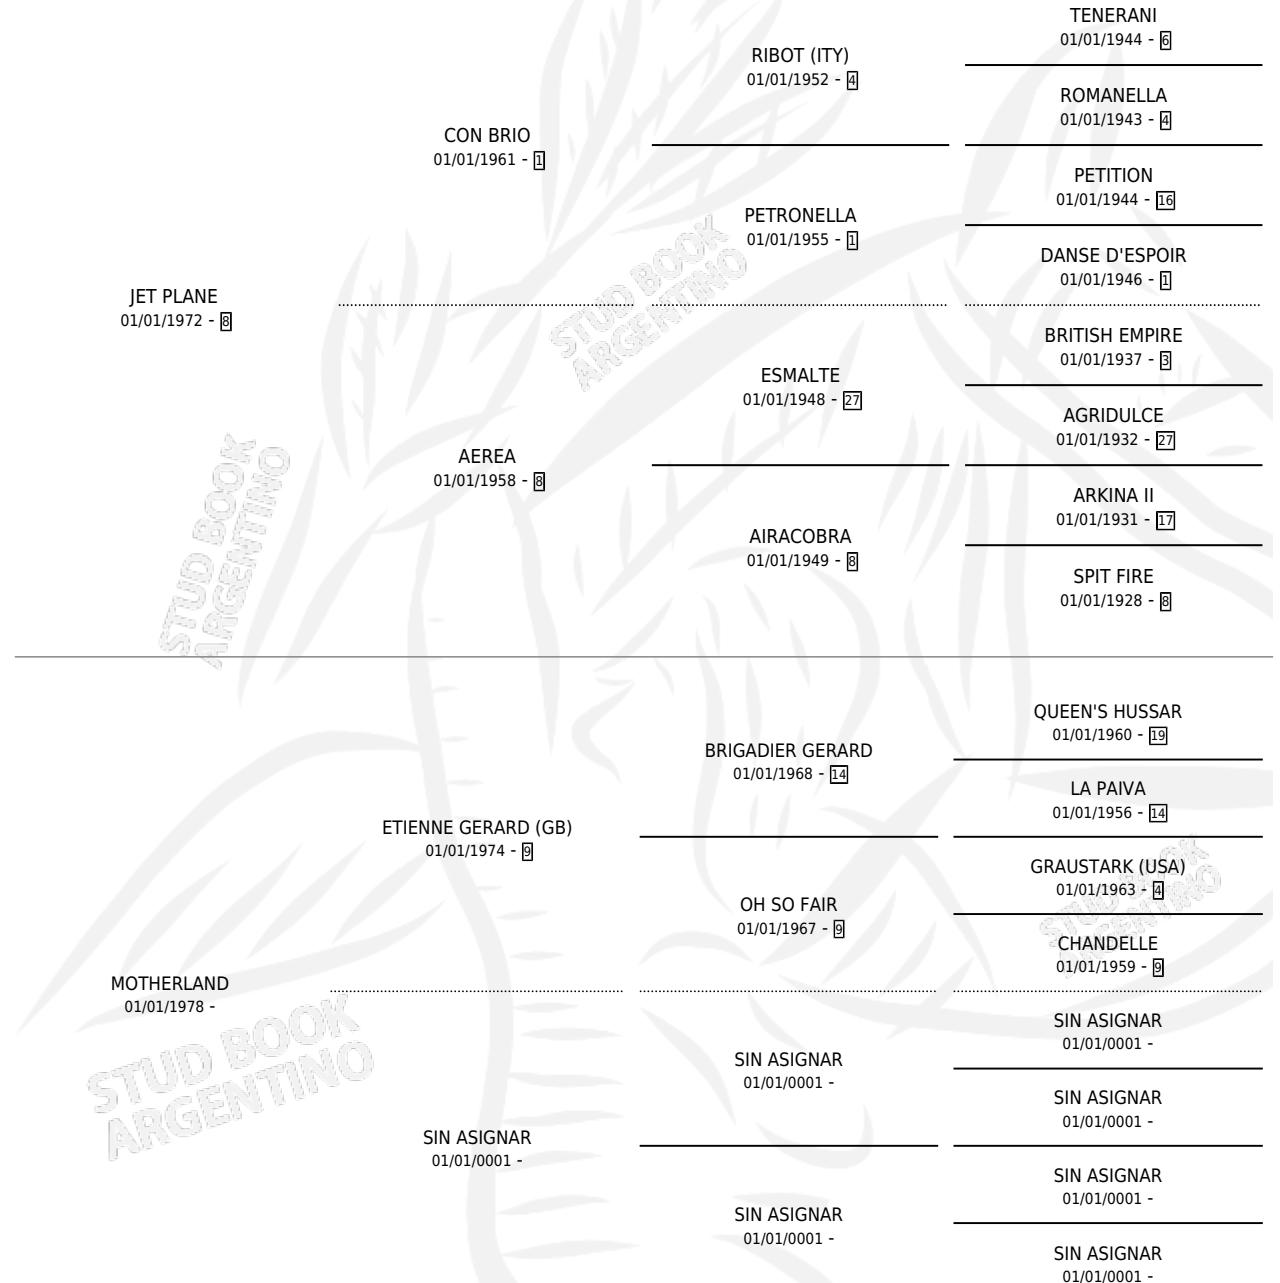 TENERANI
01/01/1944 - 6
RIBOT (ITY)
01/01/1952 - 4
ROMANELLA
01/01/1943 - 4
CON BRIO
01/01/1961 - 1
PETITION
01/01/1944 - 16
PETRONELLA
01/01/1955 - 1
DANSE D'ESPOIR
01/01/1946 - 1
JET PLANE
01/01/1972 - 8
STUD BOOK
ARGENTINO
BRITISH EMPIRE
01/01/1937 - 3
ESMALTE
01/01/1948 - 27
AGRIDULCE
01/01/1932 - 27
AEREA
01/01/1958 - 8
ARKINA II
01/01/1931 - 17
AIRACOBRA
01/01/1949 - 8
SPIT FIRE
01/01/1928 - 8
STUD BOOK
ARGENTINO
QUEEN'S HUSSAR
01/01/1960 - 19
BRIGADIER GERARD
01/01/1968 - 14
LA PAIVA
01/01/1956 - 14
ETIENNE GERARD (GB)
01/01/1974 - 9
GRAUSTARK (USA)
01/01/1963 - 4
OH SO FAIR
01/01/1967 - 9
CHANDELLE
01/01/1959 - 9
STUD BOOK
ARGENTINO
MOTHERLAND
01/01/1978 -
SIN ASIGNAR
01/01/0001 -
SIN ASIGNAR
01/01/0001 -
SIN ASIGNAR
01/01/0001 -
STUD BOOK
ARGENTINO
SIN ASIGNAR
01/01/0001 -
SIN ASIGNAR
01/01/0001 -
SIN ASIGNAR
01/01/0001 -
SIN ASIGNAR
01/01/0001 -